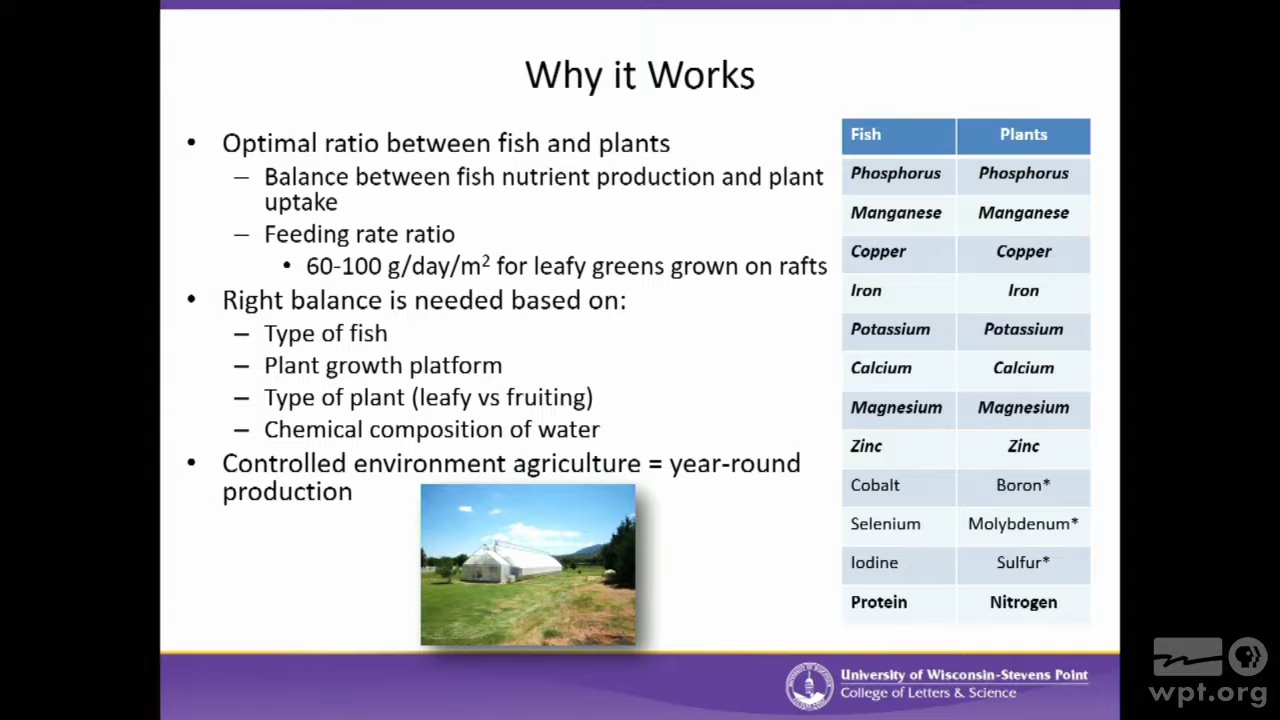 Why it Works
• Optimal ratio between fish and plants
– Balance between fish nutrient production and plant
uptake
– Feeding rate ratio
• 60-100 g/day/m² for leafy greens grown on rafts
• Right balance is needed based on:
– Type of fish
– Plant growth platform
– Type of plant (leafy vs fruiting)
– Chemical composition of water
• Controlled environment agriculture = year-round
production
Fish Plants
Phosphorus Phosphorus
Manganese Manganese
Copper Copper
Iron Iron
Potassium Potassium
Calcium Calcium
Magnesium Magnesium
Zinc Zinc
Cobalt Boron*
Selenium Molybdenum*
Iodine Sulfur*
Protein Nitrogen
University of Wisconsin-Stevens Point
College of Letters & Science
wpt.org